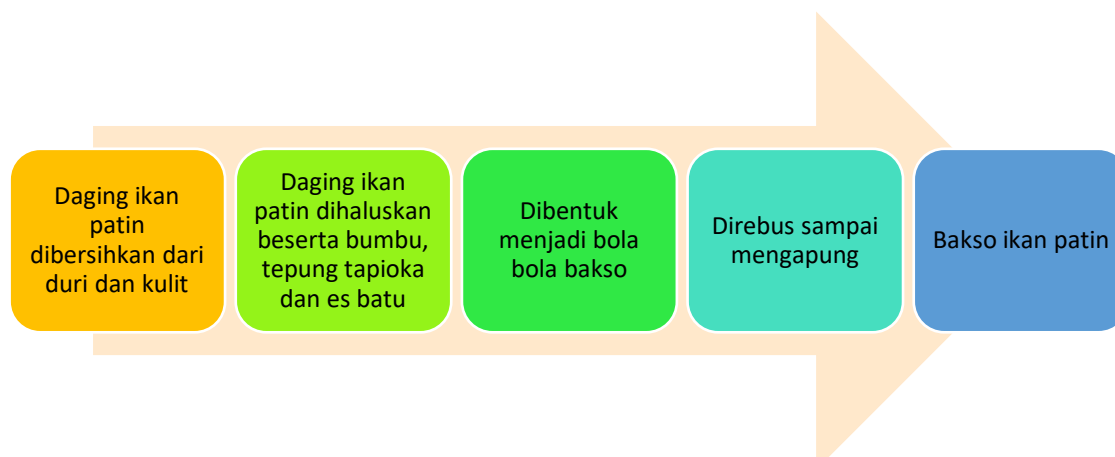 Daging ikan
patin
dibersihkan dari
duri dan kulit
Daging ikan
patin dihaluskan
beserta bumbu,
tepung tapioka
dan es batu
Dibentuk
menjadi bola
bola bakso
Direbus sampai
mengapung
Bakso ikan patin